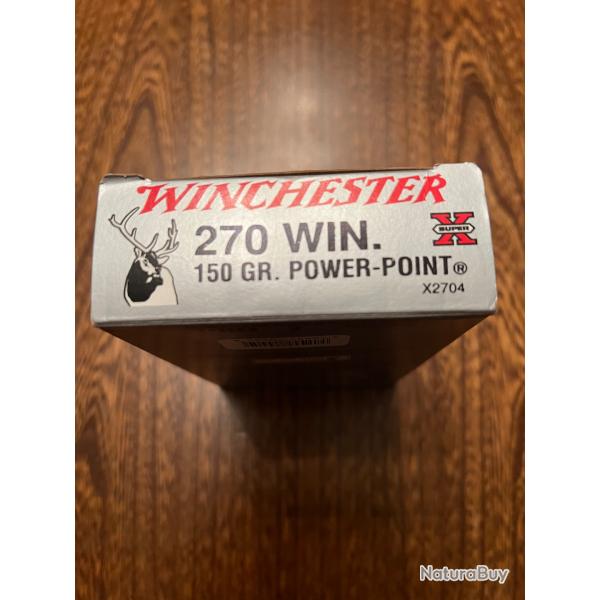 WINCHESTER
270 WIN.
X SUPER
150 GR. POWER-POINT®
X2704
NaturaBuy